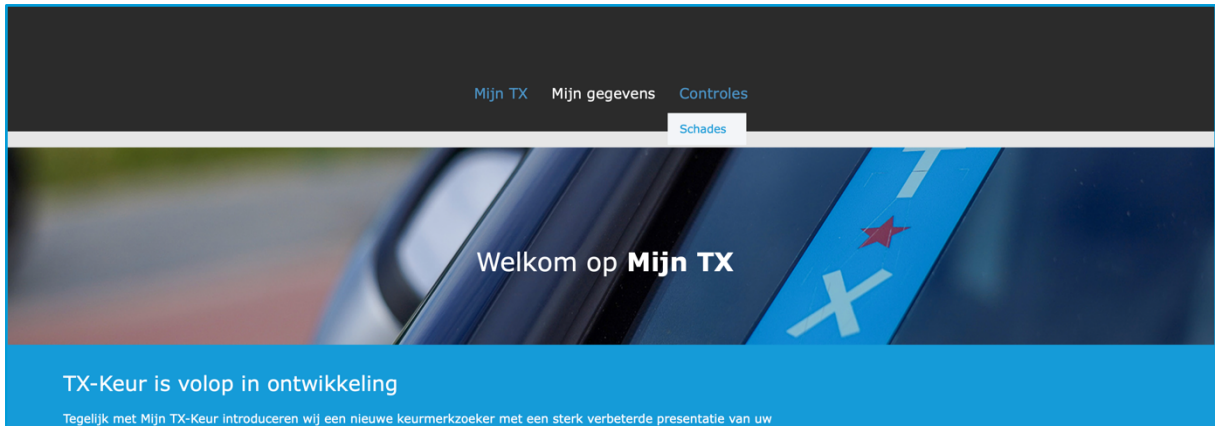 Mijn TX Mijn gegevens Controles
Schades
T
X
Welkom op Mijn TX
TX-Keur is volop in ontwikkeling
Tegelijk met Mijn TX-Keur introduceren wij een nieuwe keurmerkzoeker met een sterk verbeterde presentatie van uw